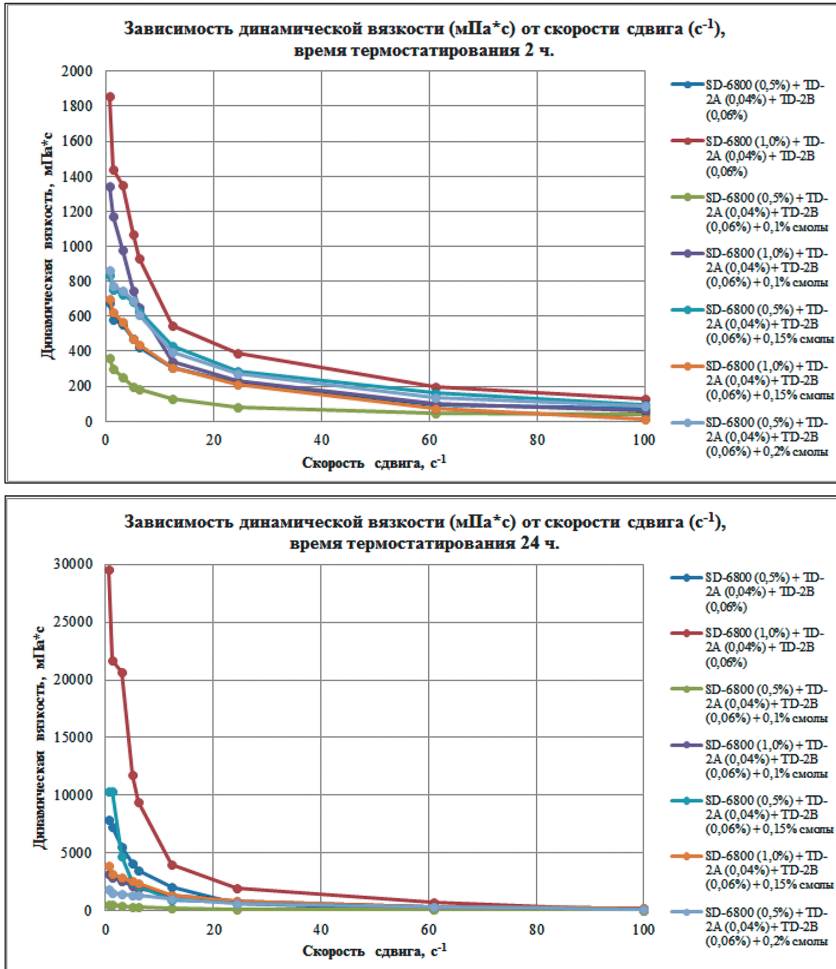 Зависимость динамической вязкости (мПа*с) от скорости сдвига (с-1),
время термостатирования 2 ч.
2000
1800
1600
1400
1200
1000
800
600
400
200
0
Динамическая вязкость, мПа*с
0 20 40 60 80 100
Скорость сдвига, с-1
SD-6800 (0,5%) + TD-
2A (0,04%) + TD-2B
(0,06%)
SD-6800 (1,0%) + TD-
2A (0,04%) + TD-2B
(0,06%)
SD-6800 (0,5%) + TD-
2A (0,04%) + TD-2B
(0,06%) + 0,1% смолы
SD-6800 (1,0%) + TD-
2A (0,04%) + TD-2B
(0,06%) + 0,1% смолы
SD-6800 (0,5%) + TD-
2A (0,04%) + TD-2B
(0,06%) + 0,15% смолы
SD-6800 (1,0%) + TD-
2A (0,04%) + TD-2B
(0,06%) + 0,15% смолы
SD-6800 (0,5%) + TD-
2A (0,04%) + TD-2B
(0,06%) + 0,2% смолы
Зависимость динамической вязкости (мПа*с) от скорости сдвига (с-1),
время термостатирования 24 ч.
30000
25000
20000
15000
10000
5000
0
Динамическая вязкость, мПа*с
0 20 40 60 80 100
Скорость сдвига, с-1
SD-6800 (0,5%) + TD-
2A (0,04%) + TD-2B
(0,06%)
SD-6800 (1,0%) + TD-
2A (0,04%) + TD-2B
(0,06%)
SD-6800 (0,5%) + TD-
2A (0,04%) + TD-2B
(0,06%) + 0,1% смолы
SD-6800 (1,0%) + TD-
2A (0,04%) + TD-2B
(0,06%) + 0,1% смолы
SD-6800 (0,5%) + TD-
2A (0,04%) + TD-2B
(0,06%) + 0,15% смолы
SD-6800 (1,0%) + TD-
2A (0,04%) + TD-2B
(0,06%) + 0,15% смолы
SD-6800 (0,5%) + TD-
2A (0,04%) + TD-2B
(0,06%) + 0,2% смолы